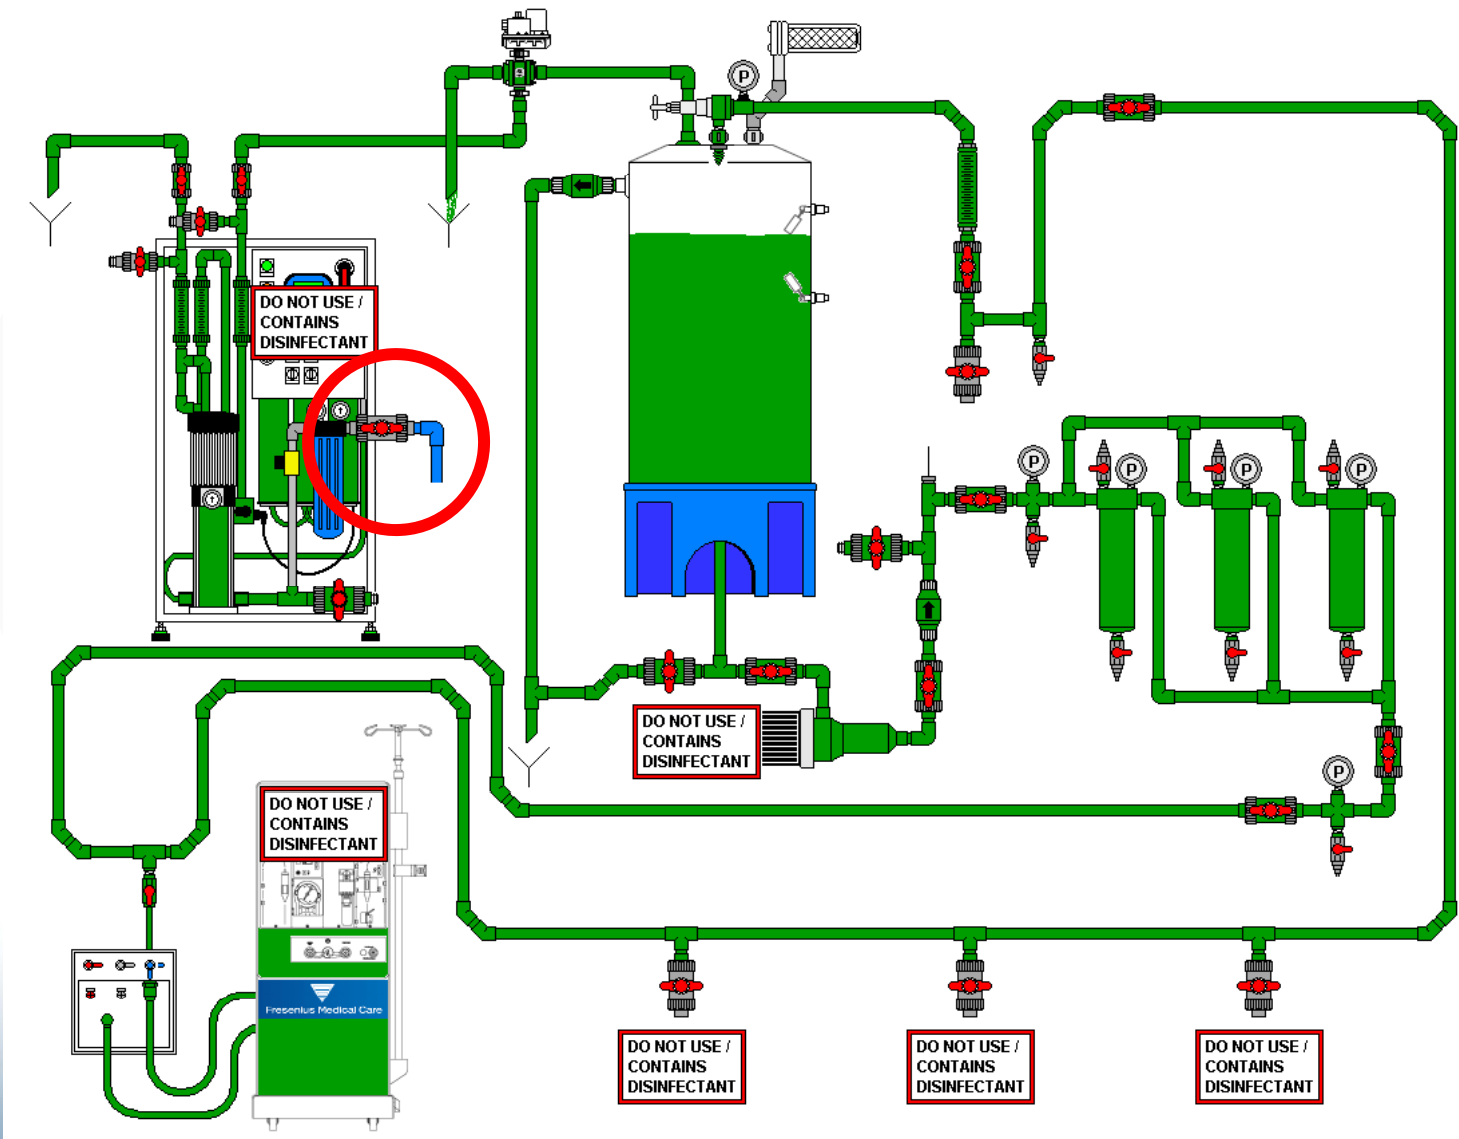 P
DO NOT USE /
CONTAINS
DISINFECTANT
P
P
P
P
DO NOT USE /
CONTAINS
DISINFECTANT
P
DO NOT USE /
CONTAINS
DISINFECTANT
Fresenius Medical Care
DO NOT USE /
CONTAINS
DISINFECTANT
DO NOT USE /
CONTAINS
DISINFECTANT
DO NOT USE /
CONTAINS
DISINFECTANT